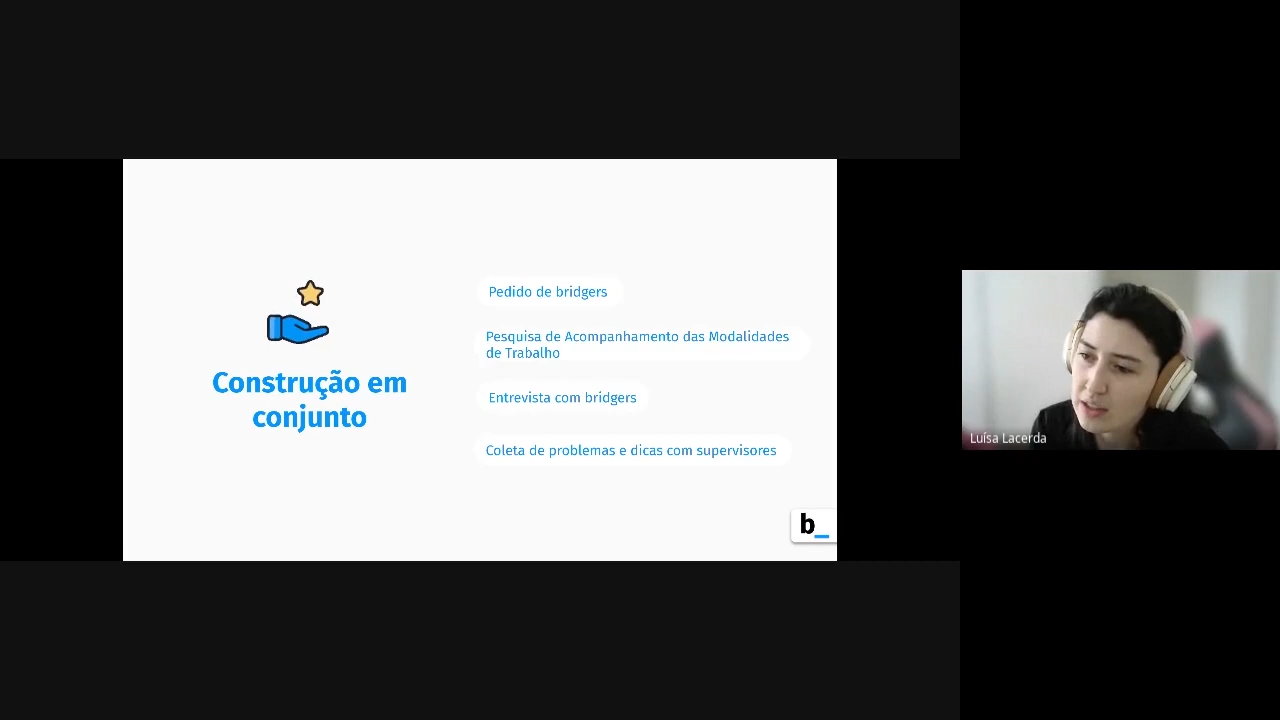 Construção em
conjunto
Pedido de bridgers
Pesquisa de Acompanhamento das Modalidades
de Trabalho
Entrevista com bridgers
Coleta de problemas e dicas com supervisores
b_
Luísa Lacerda